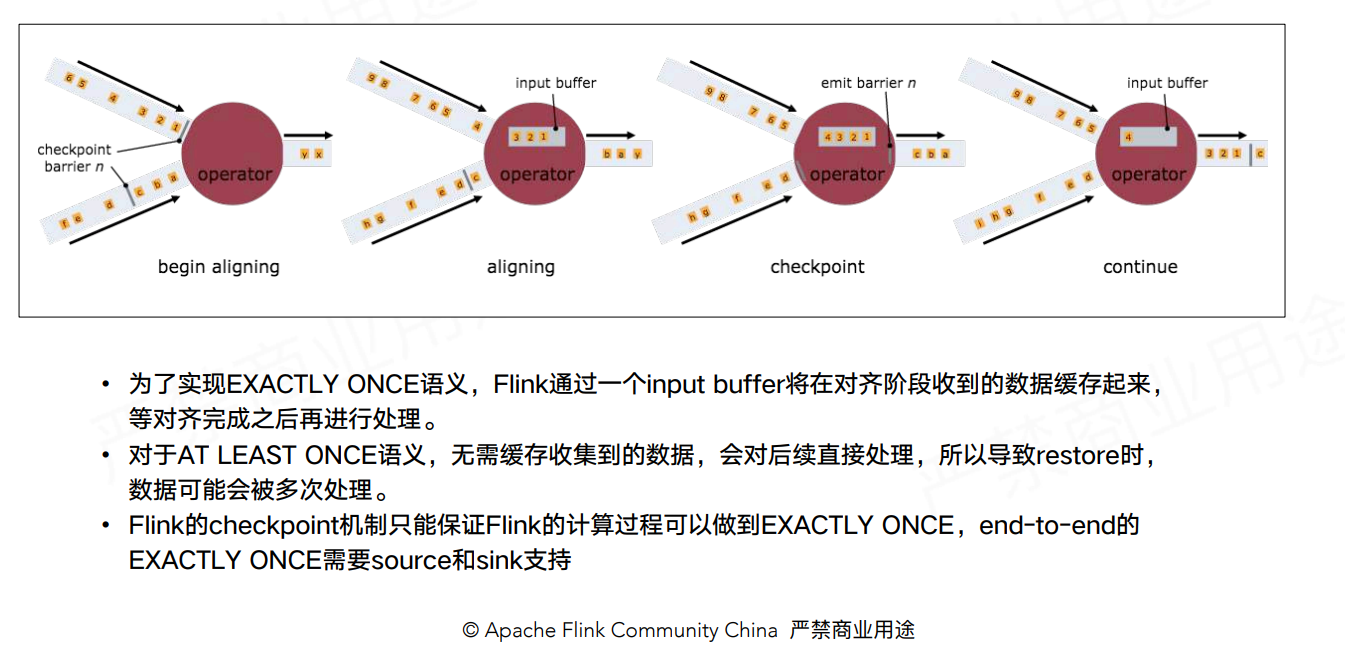 6 5 4 3 2 1
checkpoint
barrier n
operator
y x
f e d c b a
begin aligning
9 8 7 6 5 4
input buffer
3 2 1
operator
b a y
h g f e d c
aligning
9 8 7 6 5
emit barrier n
4 3 2 1
operator
c b a
h g f e d
checkpoint
9 8 7 6 5
input buffer
4
operator
3 2 1 c
i h g f e d
continue
• 为了实现EXACTLY ONCE语义，Flink通过一个input buffer将在对齐阶段收到的数据缓存起来，
等对齐完成之后再进行处理。
• 对于AT LEAST ONCE语义，无需缓存收集到的数据，会对后续直接处理，所以导致restore时，
数据可能会被多次处理。
• Flink的checkpoint机制只能保证Flink的计算过程可以做到EXACTLY ONCE，end-to-end的
EXACTLY ONCE需要source和sink支持
© Apache Flink Community China 严禁商业用途